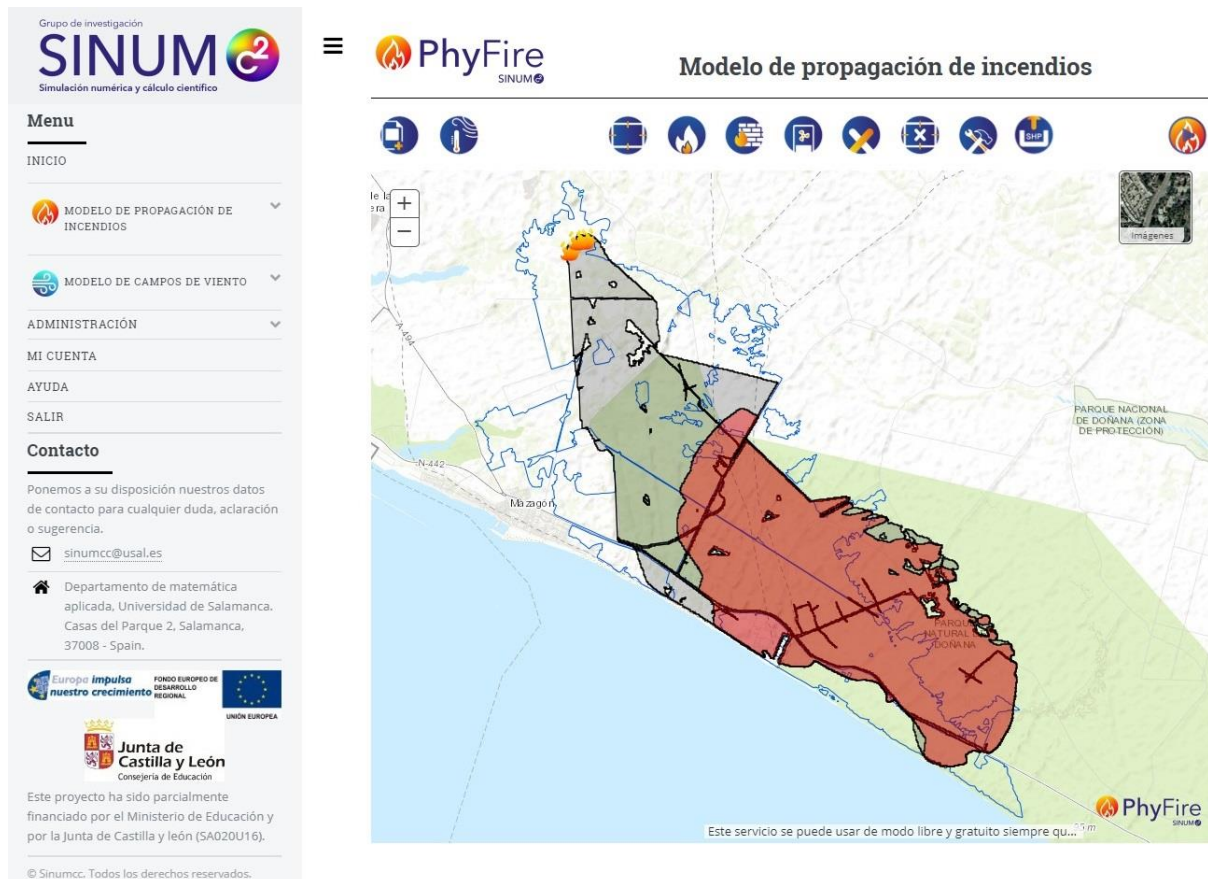 Grupo de investigación
SINUM c2
Simulación numérica y cálculo científico
Menu
INICIO
MODELO DE PROPAGACIÓN DE
INCENDIOS
MODELO DE CAMPOS DE VIENTO
ADMINISTRACIÓN
MI CUENTA
AYUDA
SALIR
Contacto
Ponemos a su disposición nuestros datos
de contacto para cualquier duda, aclaración
o sugerencia.
sinumcc@usal.es
Departamento de matemática
aplicada, Universidad de Salamanca.
Casas del Parque 2, Salamanca,
37008 - Spain.
Europa impulsa
nuestro crecimiento
FONDO EUROPEO DE
DESARROLLO
REGIONAL
UNIÓN EUROPEA
Junta de
Castilla y León
Consejería de Educación
Este proyecto ha sido parcialmente
financiado por el Ministerio de Educación y
por la Junta de Castilla y león (SA020U16).
© Sinumcc. Todos los derechos reservados.
PhyFire
SINUM
Modelo de propagación de incendios
SHP
+
−
Imágenes
A-494
N-442
Mazagón
PARQUE NACIONAL
DE DOÑANA (ZONA
DE PROTECCIÓN)
PARQUE
NATURAL DE
DOÑANA
PhyFire
SINUM
Este servicio se puede usar de modo libre y gratuito siempre qu...